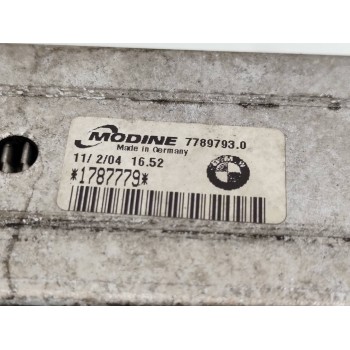 MODINE 7789793.0
Made in Germany
11/ 2/04 16.52
BMW
*1787779*